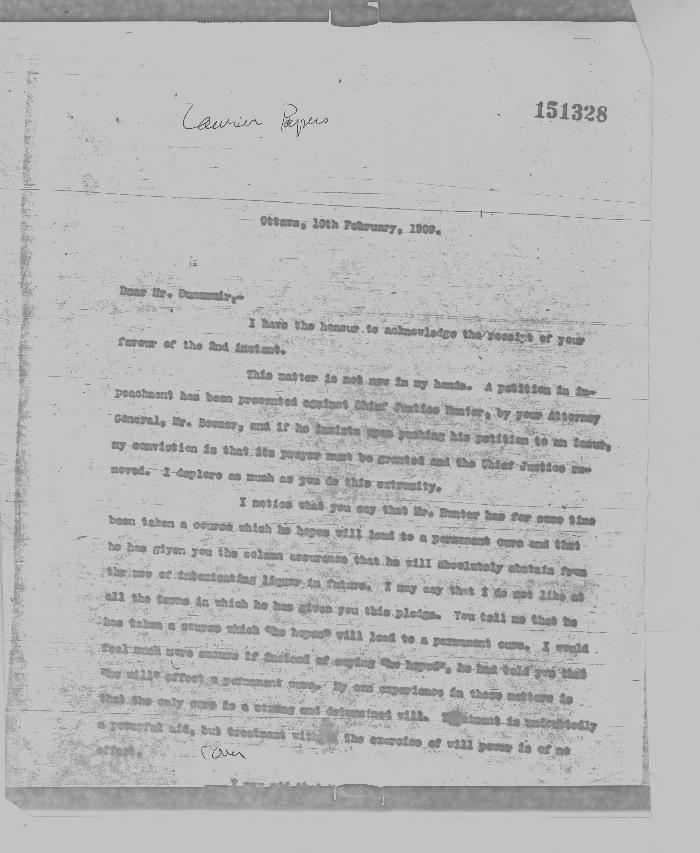 Laurier Papers
151328
Ottawa, 10th February, 1909.
Dear Mr. Dunsmuir,-
I have the honour to acknowledge the receipt of your
favour of the 2nd instant.
This matter is not now in my hands. A petition in im-
peachment has been presented against Chief Justice Hunter, by your Attorney
General, Mr. Bowser, and if he insists upon pushing his petition to an issue,
my conviction is that its prayer must be granted and the Chief Justice re-
moved. I deplore as much as you do this extremity.
I notice what you say that Mr. Hunter has for some time
been taken a course which he hopes will lead to a permanent cure and that
he has given you the solemn assurance that he will absolutely abstain from
the use of intoxicating liquor in future. I may say that I do not like at
all the terms in which he has given you this pledge. You tell me that he
has taken a course which "he hopes" will lead to a permanent cure. I would
feel much more secure if instead of saying "he hopes", he had told you that
"he will" effect a permanent cure. My own experience in these matters is
that the only cure is a strong and determined will. Treatment is undoubtedly
a powerful aid, but treatment the exercise of will power is of no
effect.
I may add that